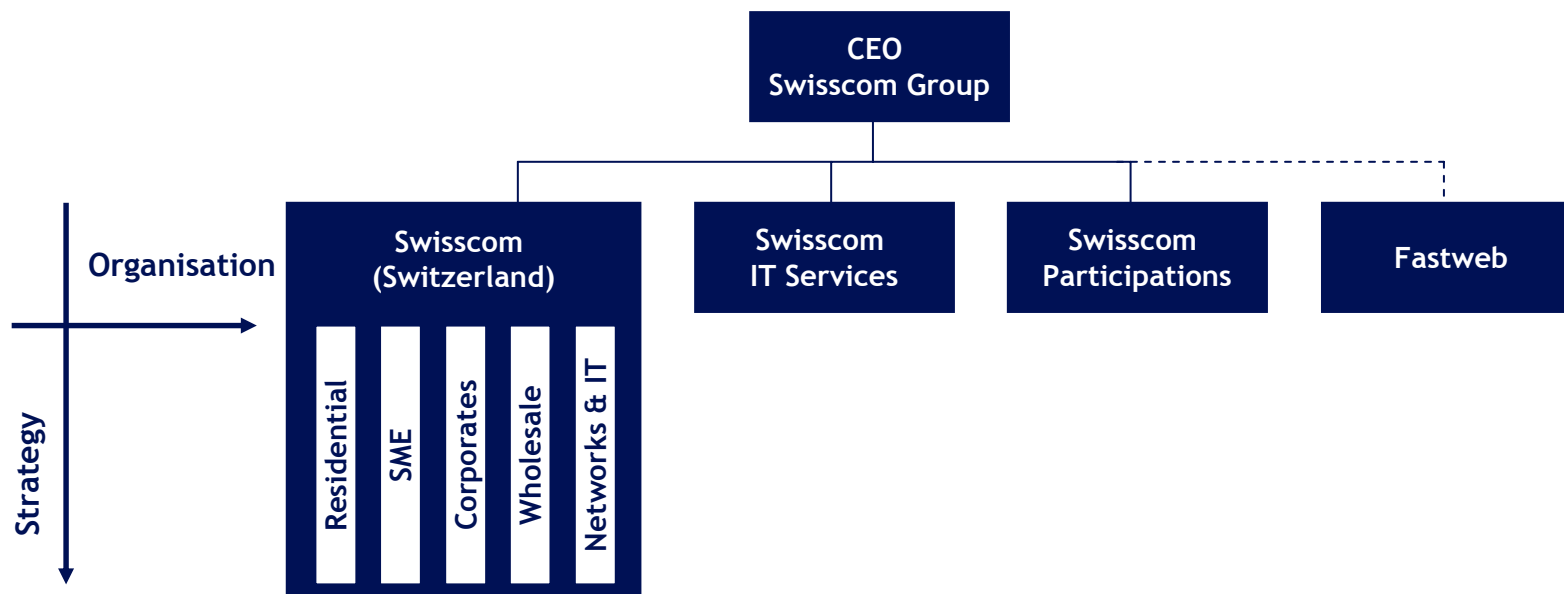 CEO
Swisscom Group
Swisscom
(Switzerland)
Swisscom
IT Services
Swisscom
Participations
Fastweb
Organisation
Strategy
Residential
SME
Corporates
Wholesale
Networks & IT